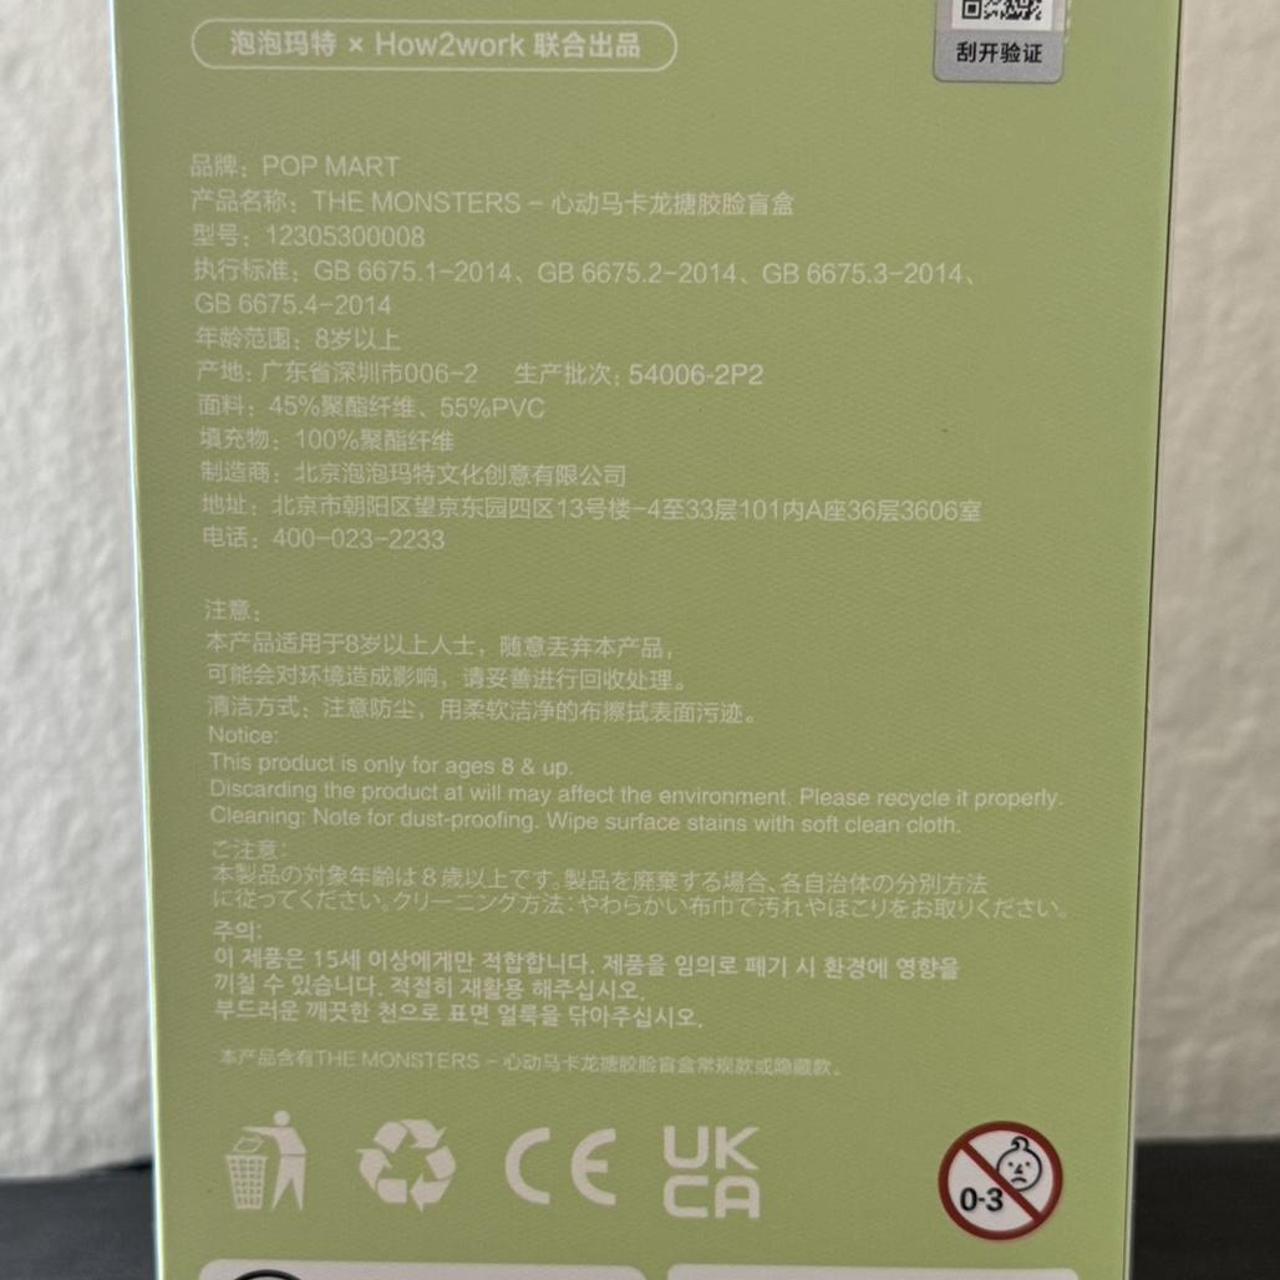 泡泡玛特 × How2work 联合出品
刮开验证
品牌：POP MART
产品名称：THE MONSTERS – 心动马卡龙搪胶脸盲盒
型号：12305300008
执行标准：GB 6675.1–2014、GB 6675.2–2014、GB 6675.3–2014、
GB 6675.4–2014
年龄范围：8岁以上
产地：广东省深圳市006–2 生产批次：54006-2P2
面料：45%聚酯纤维、55%PVC
填充物：100%聚酯纤维
制造商：北京泡泡玛特文化创意有限公司
地址：北京市朝阳区望京东园四区13号楼–4至33层101内A座36层3606室
电话：400–023–2233
注意：
本产品适用于8岁以上人士，随意丢弃本产品，
可能会对环境造成影响，请妥善进行回收处理。
清洁方式：注意防尘，用柔软洁净的布擦拭表面污迹。
Notice:
This product is only for ages 8 & up.
Discarding the product at will may affect the environment. Please recycle it properly.
Cleaning: Note for dust-proofing. Wipe surface stains with soft clean cloth.
ご注意：
本製品の対象年齢は8歳以上です。製品を廃棄する場合、各自治体の分別方法
に従ってください。クリーニング方法：やわらかい布巾で汚れやほこりをお取りください。
주의:
이 제품은 15세 이상에게만 적합합니다. 제품을 임의로 폐기 시 환경에 영향을
끼칠 수 있습니다. 적절히 재활용 해주십시오.
부드러운 깨끗한 천으로 표면 얼룩을 닦아주십시오.
本产品含有THE MONSTERS – 心动马卡龙搪胶脸盲盒常规款或隐藏款。
CE
UK
CA
0-3